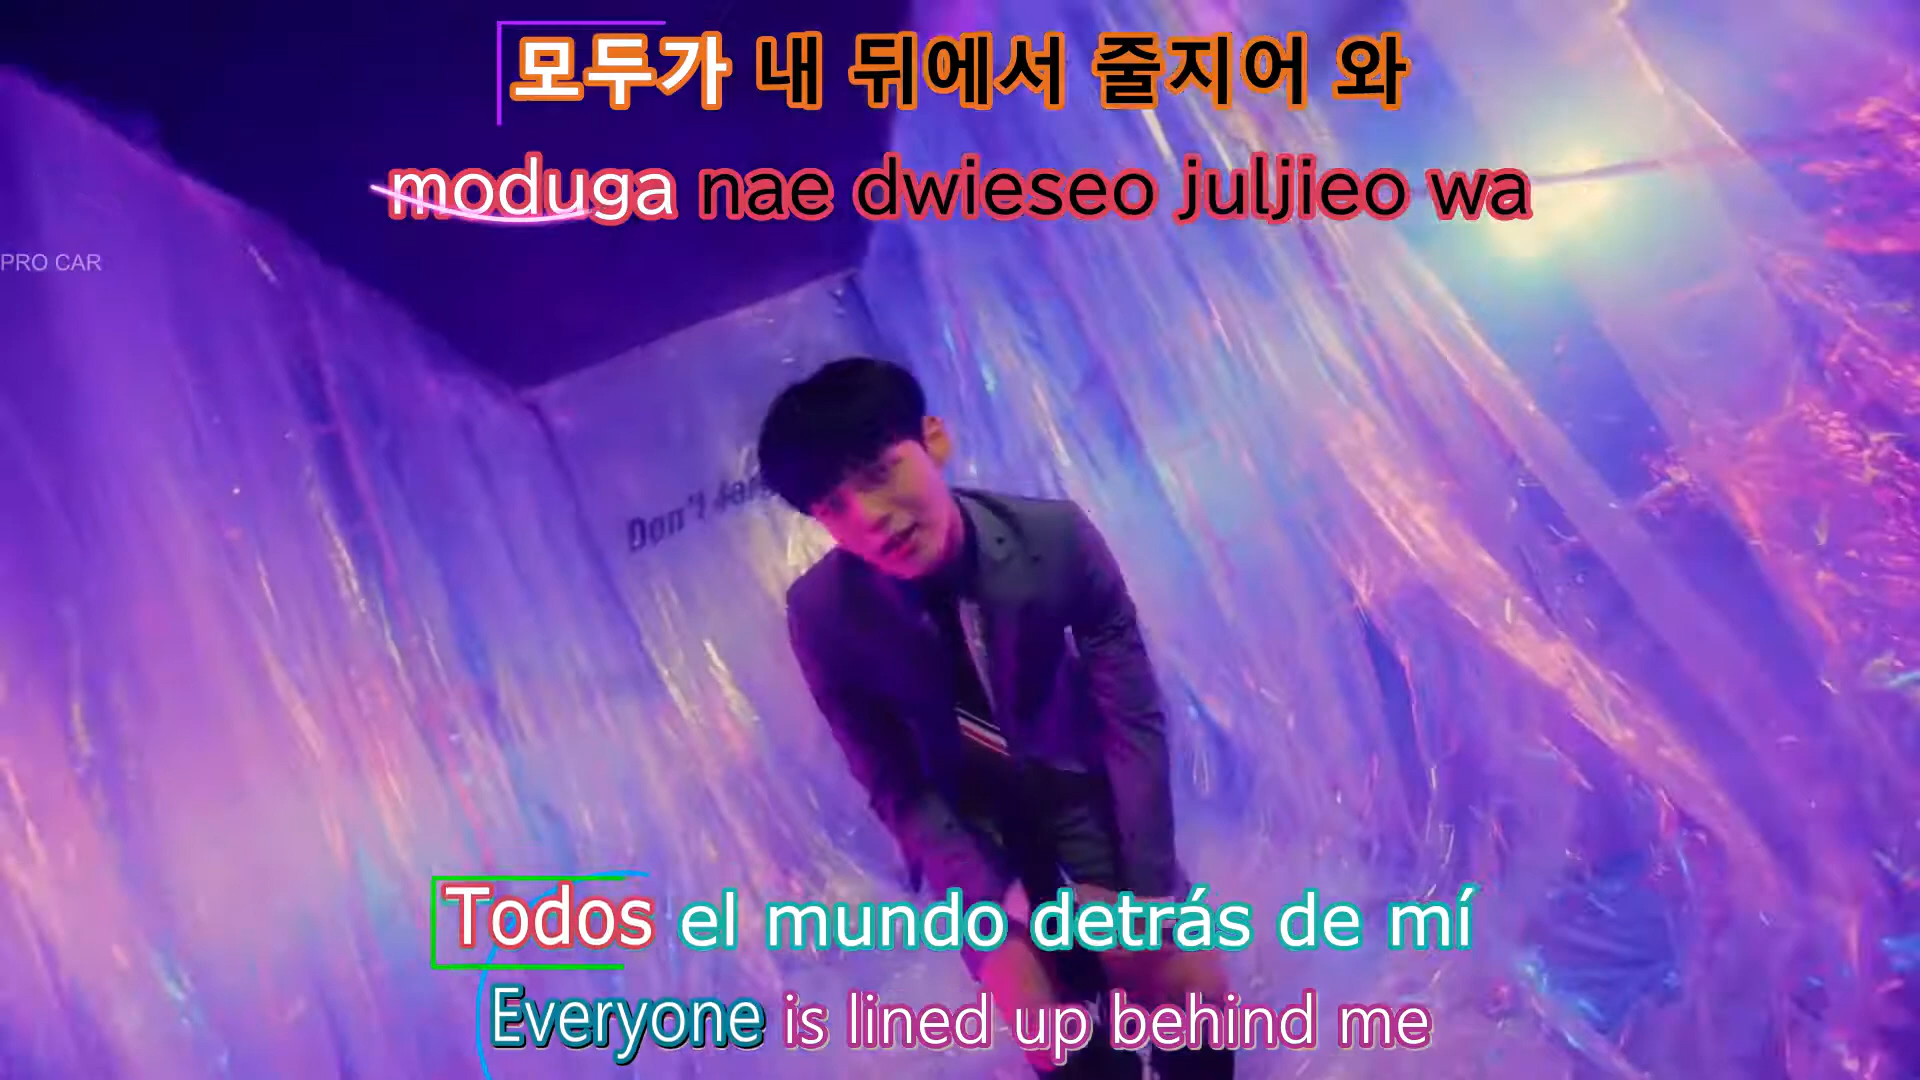 모두가 내 뒤에서 줄지어 와
moduga nae dwieseo juljieo wa
PRO CAR
Don't
Todos el mundo detrás de mí
Everyone is lined up behind me